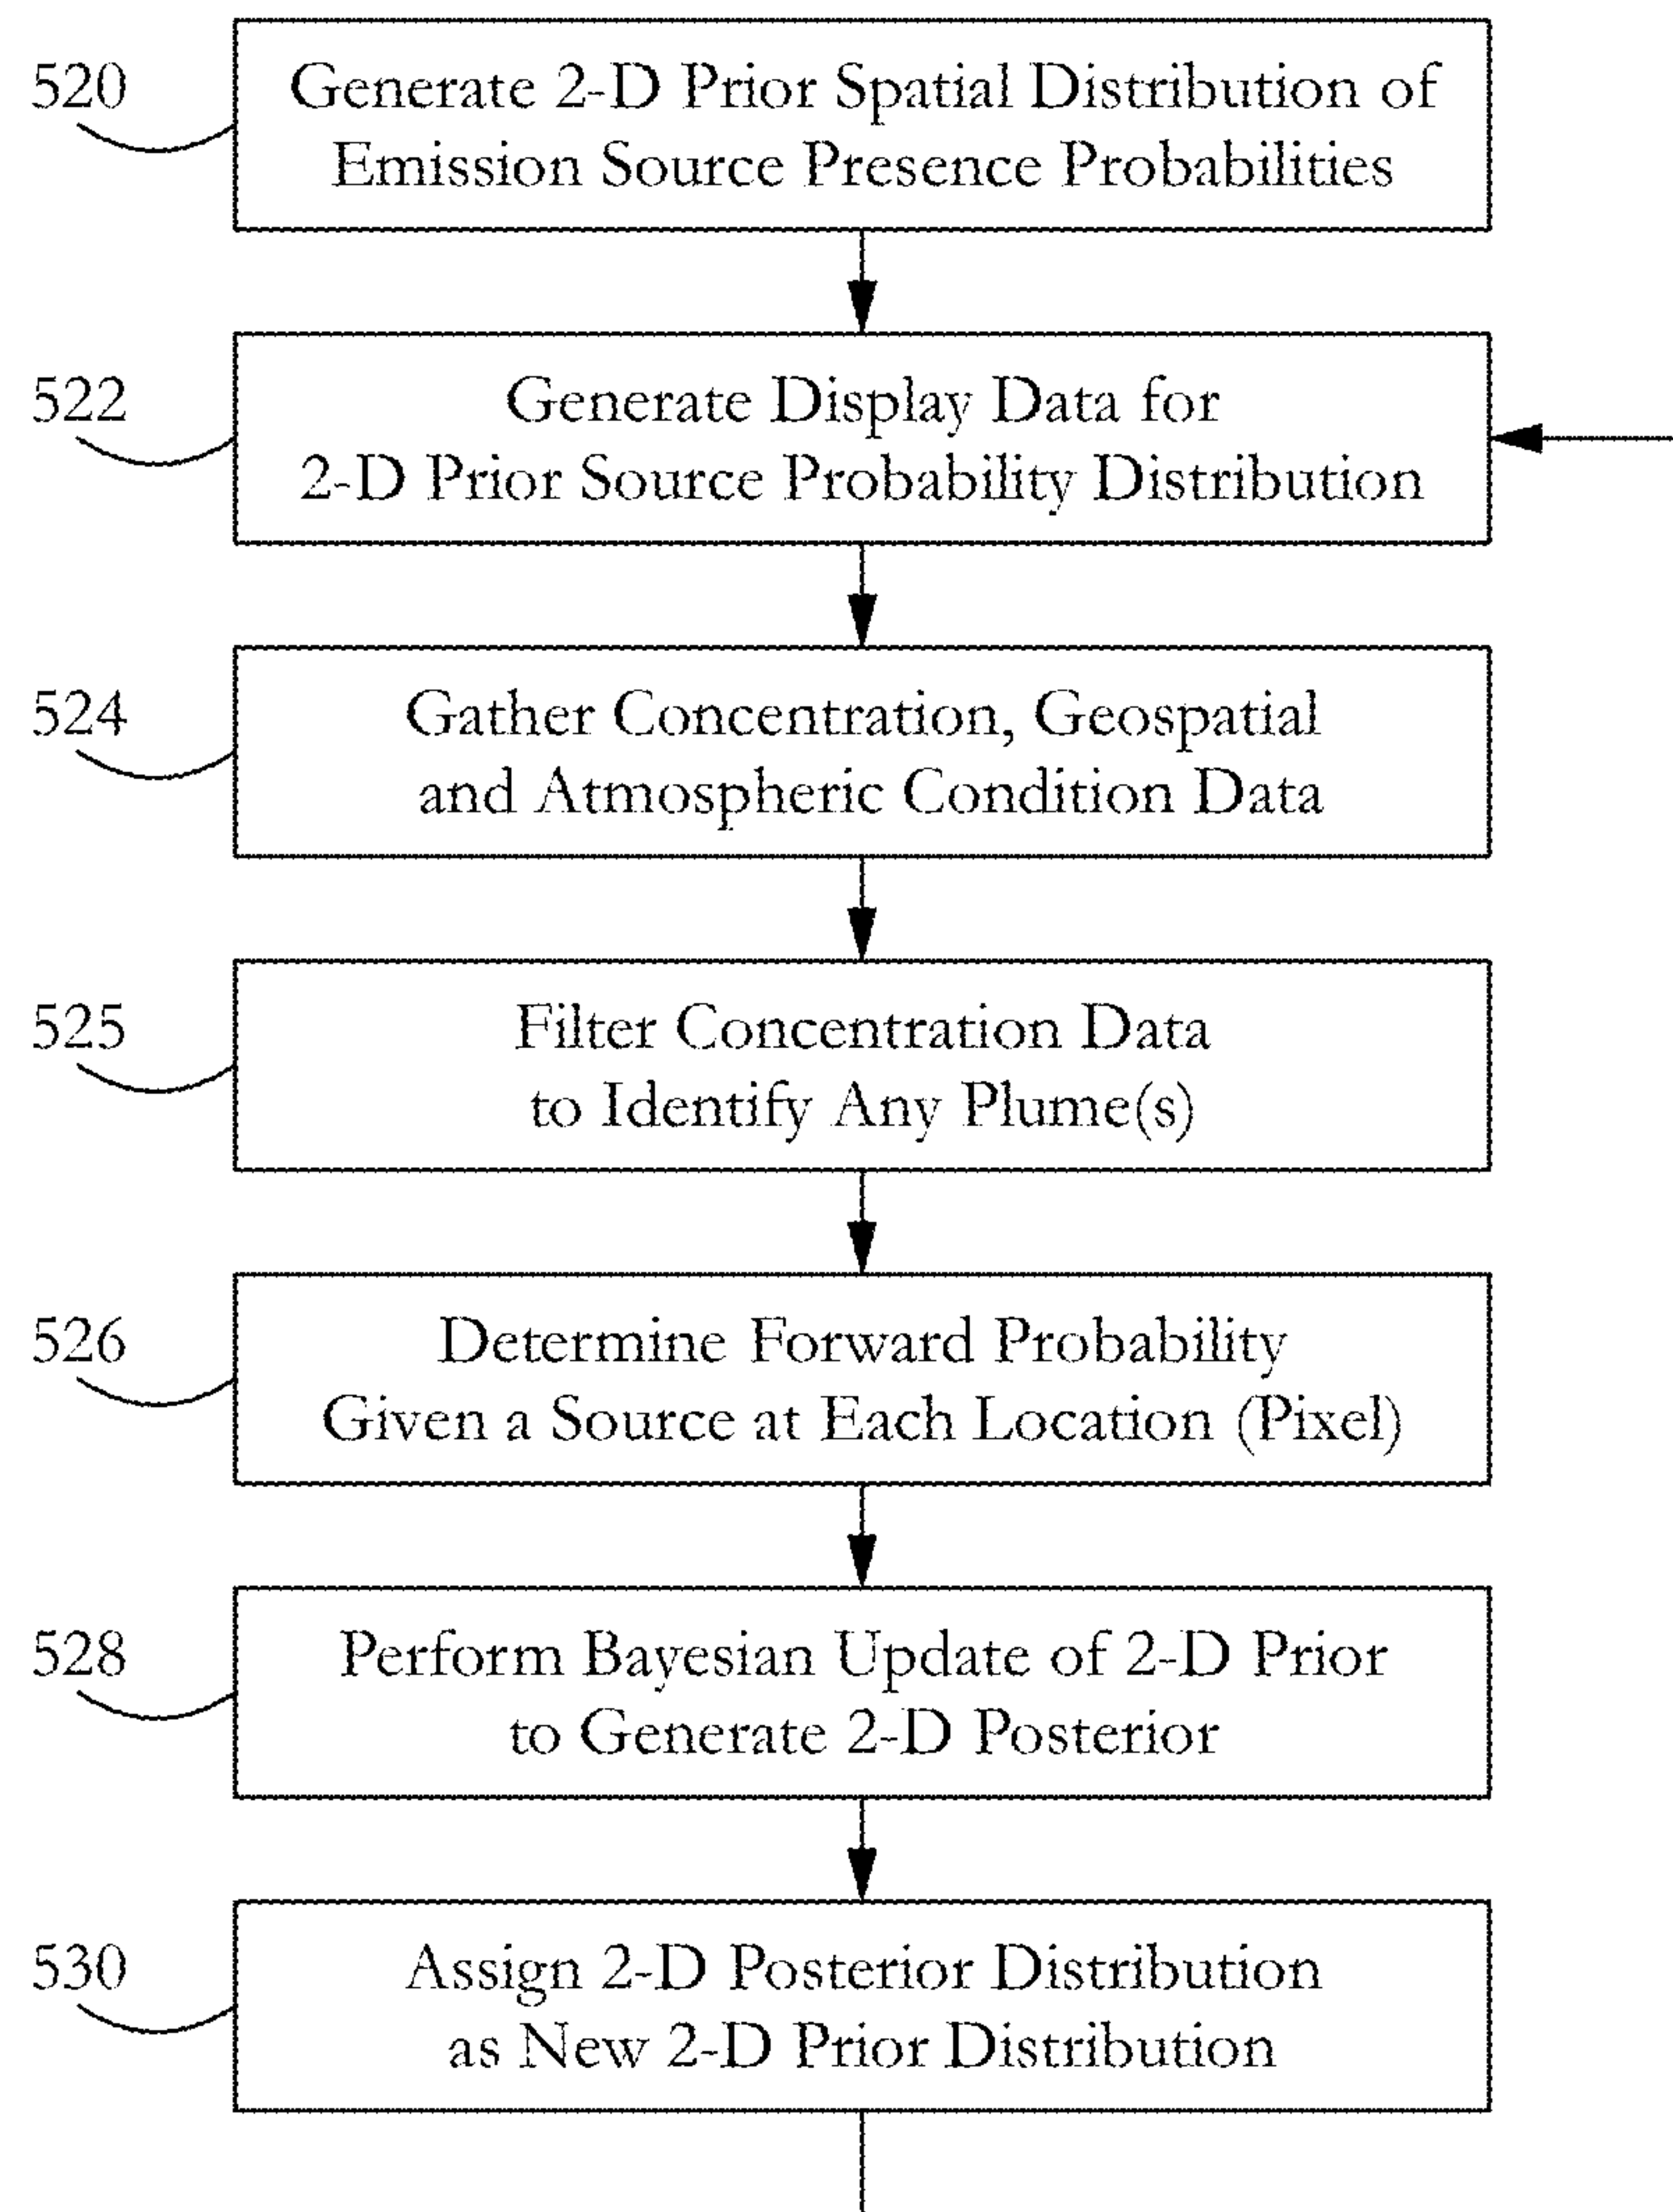 520
Generate 2-D Prior Spatial Distribution of
Emission Source Presence Probabilities
522
Generate Display Data for
2-D Prior Source Probability Distribution
524
Gather Concentration, Geospatial
and Atmospheric Condition Data
525
Filter Concentration Data
to Identify Any Plume(s)
526
Determine Forward Probability
Given a Source at Each Location (Pixel)
528
Perform Bayesian Update of 2-D Prior
to Generate 2-D Posterior
530
Assign 2-D Posterior Distribution
as New 2-D Prior Distribution